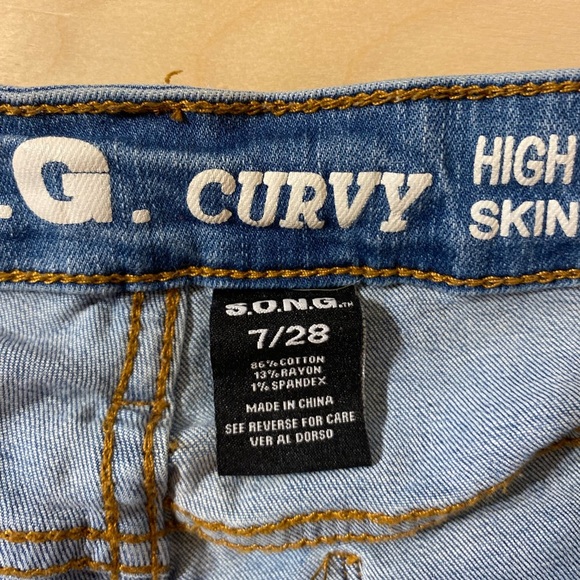 .G. CURVY HIGH
SKIN
S.O.N.G.™
7/28
86% COTTON
13% RAYON
1% SPANDEX
MADE IN CHINA
SEE REVERSE FOR CARE
VER AL DORSO